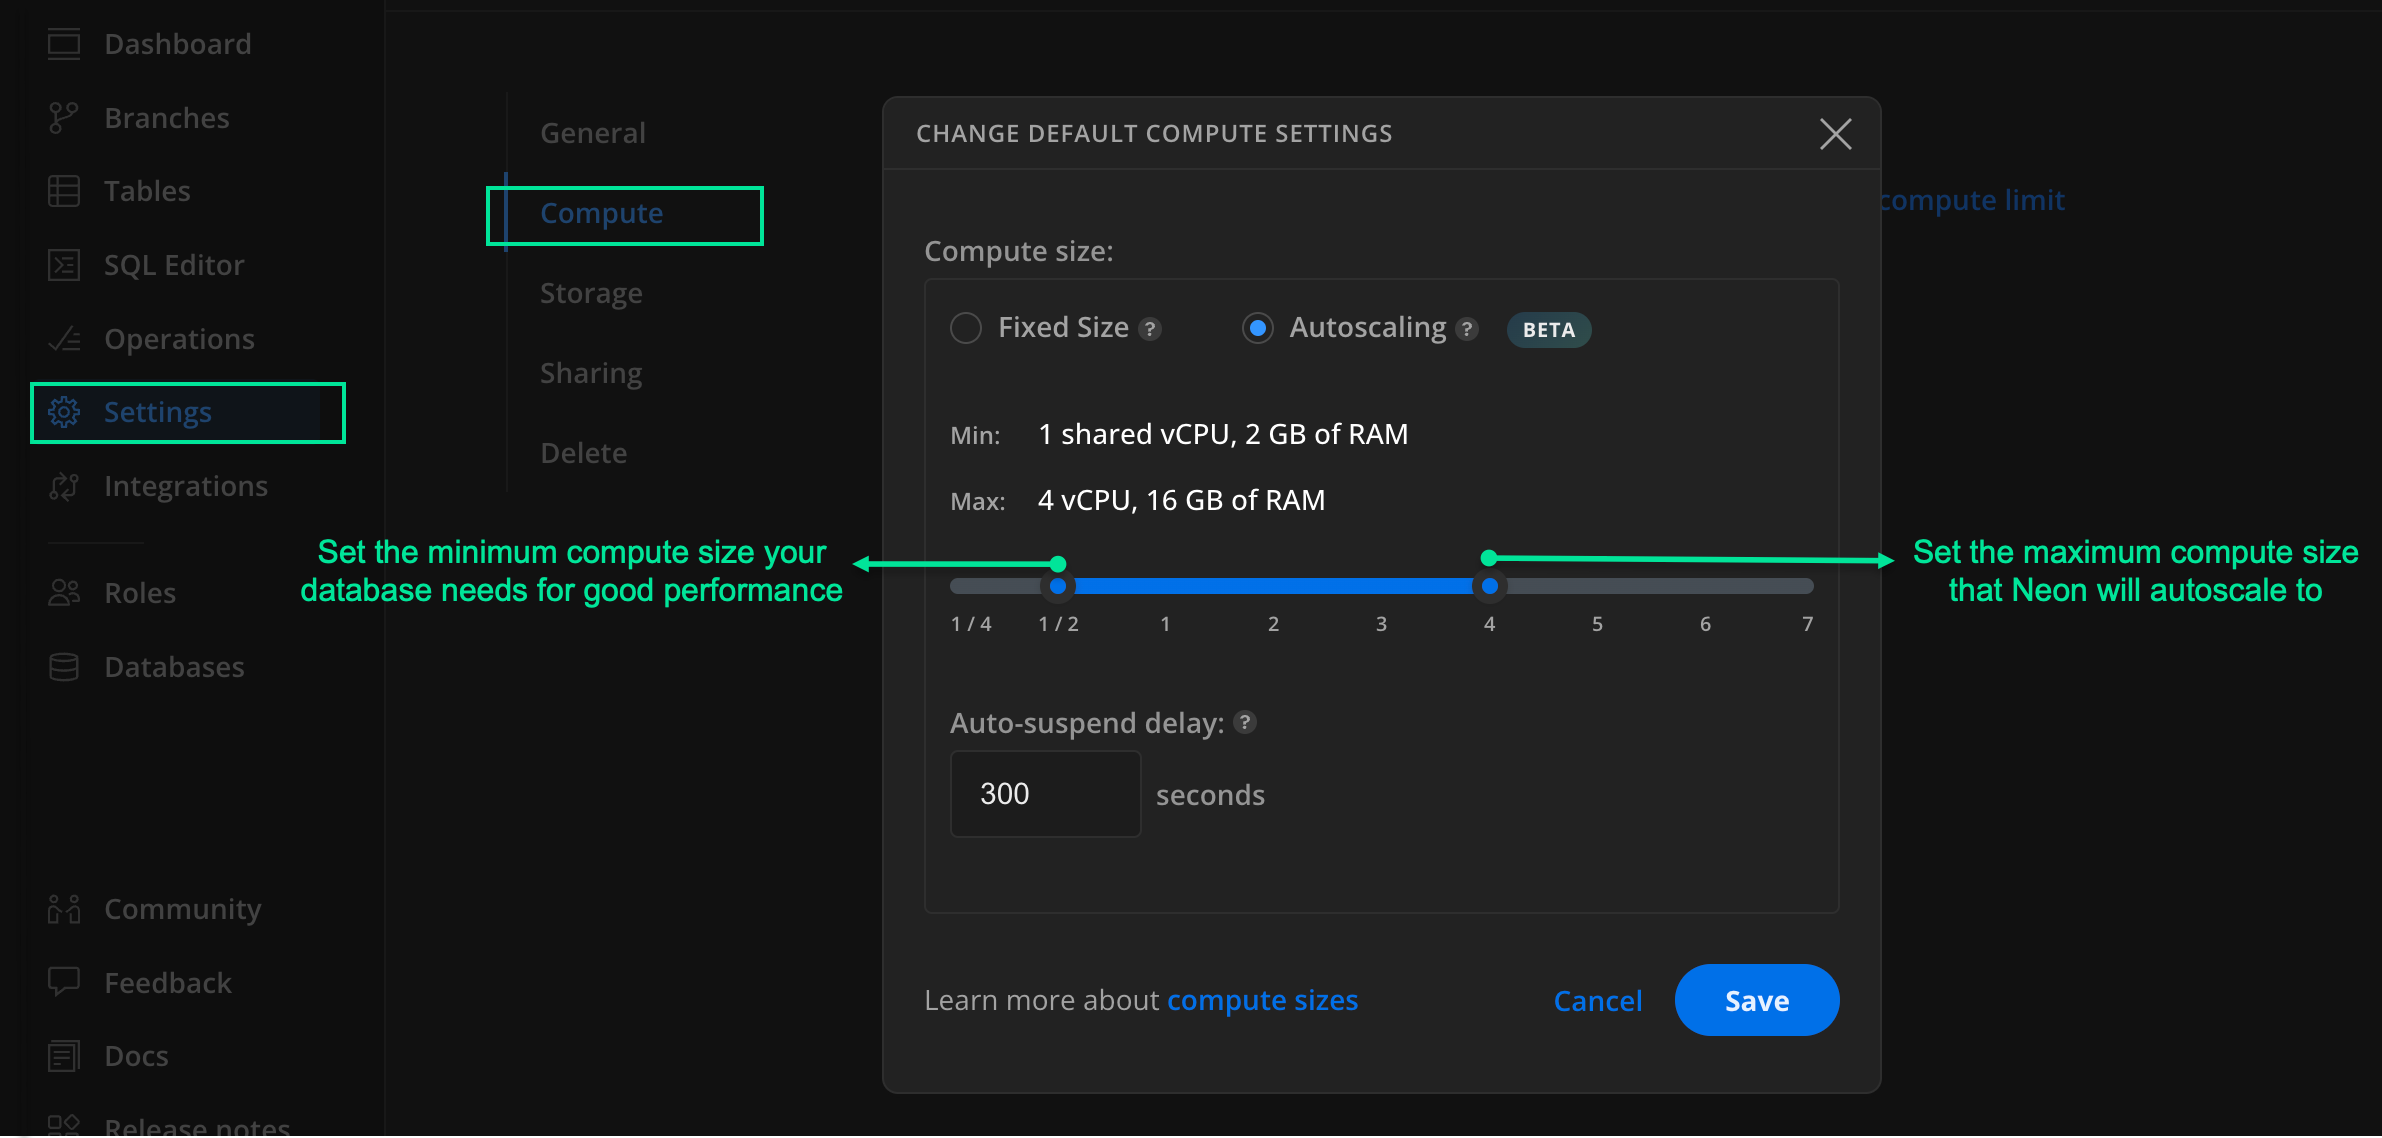 Dashboard
Branches
Tables
SQL Editor
Operations
Settings
Integrations
Roles
Databases
Community
Feedback
Docs
Release notes
General
Compute
Storage
Sharing
Delete
compute limit
CHANGE DEFAULT COMPUTE SETTINGS
Compute size:
Fixed Size ? Autoscaling ? BETA
Min: 1 shared vCPU, 2 GB of RAM
Max: 4 vCPU, 16 GB of RAM
Set the minimum compute size your
database needs for good performance
Set the maximum compute size
that Neon will autoscale to
1 / 4 1 / 2 1 2 3 4 5 6 7
Auto-suspend delay: ?
300 seconds
Learn more about compute sizes
Cancel Save